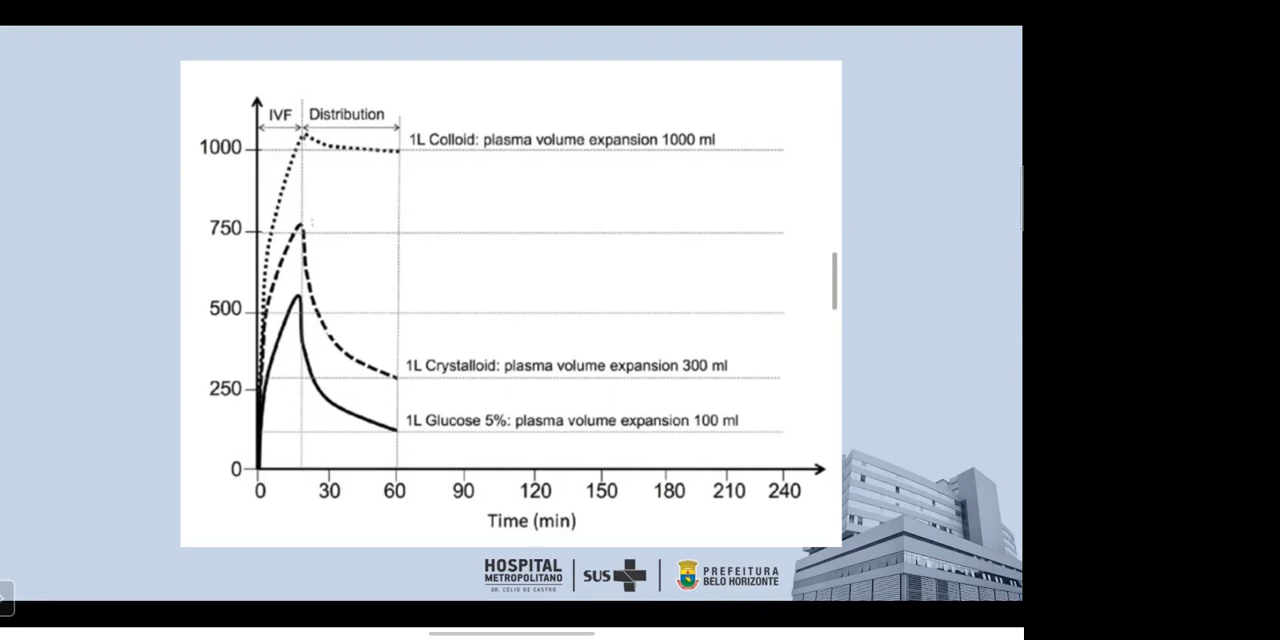 IVF Distribution
1000
1L Colloid: plasma volume expansion 1000 ml
750
500
1L Crystalloid: plasma volume expansion 300 ml
250
1L Glucose 5%: plasma volume expansion 100 ml
0
0 30 60 90 120 150 180 210 240
Time (min)
HOSPITAL
METROPOLITANO
DR. CÉLIO DE CASTRO
SUS
PREFEITURA
BELO HORIZONTE